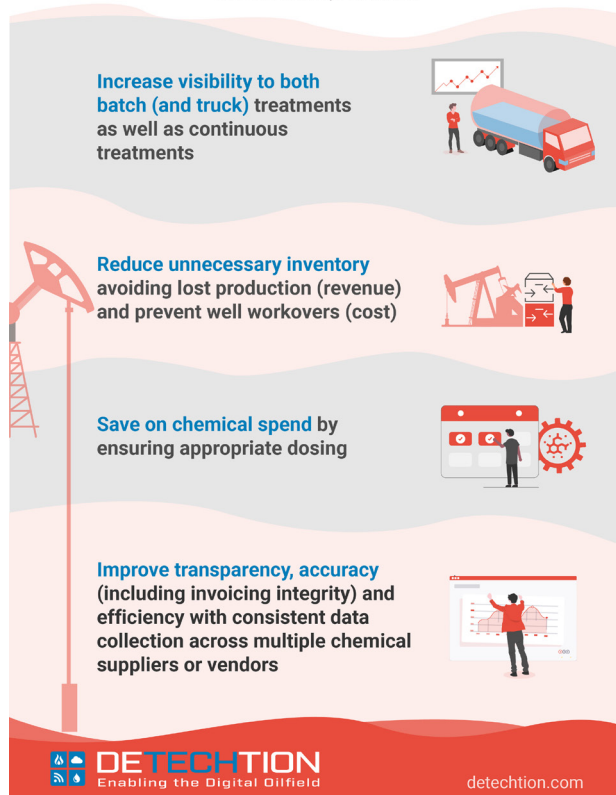 Increase visibility to both
batch (and truck) treatments
as well as continuous
treatments
Reduce unnecessary inventory
avoiding lost production (revenue)
and prevent well workovers (cost)
Save on chemical spend by
ensuring appropriate dosing
Improve transparency, accuracy
(including invoicing integrity) and
efficiency with consistent data
collection across multiple chemical
suppliers or vendors
DETECHTION
Enabling the Digital Oilfield
detechtion.com